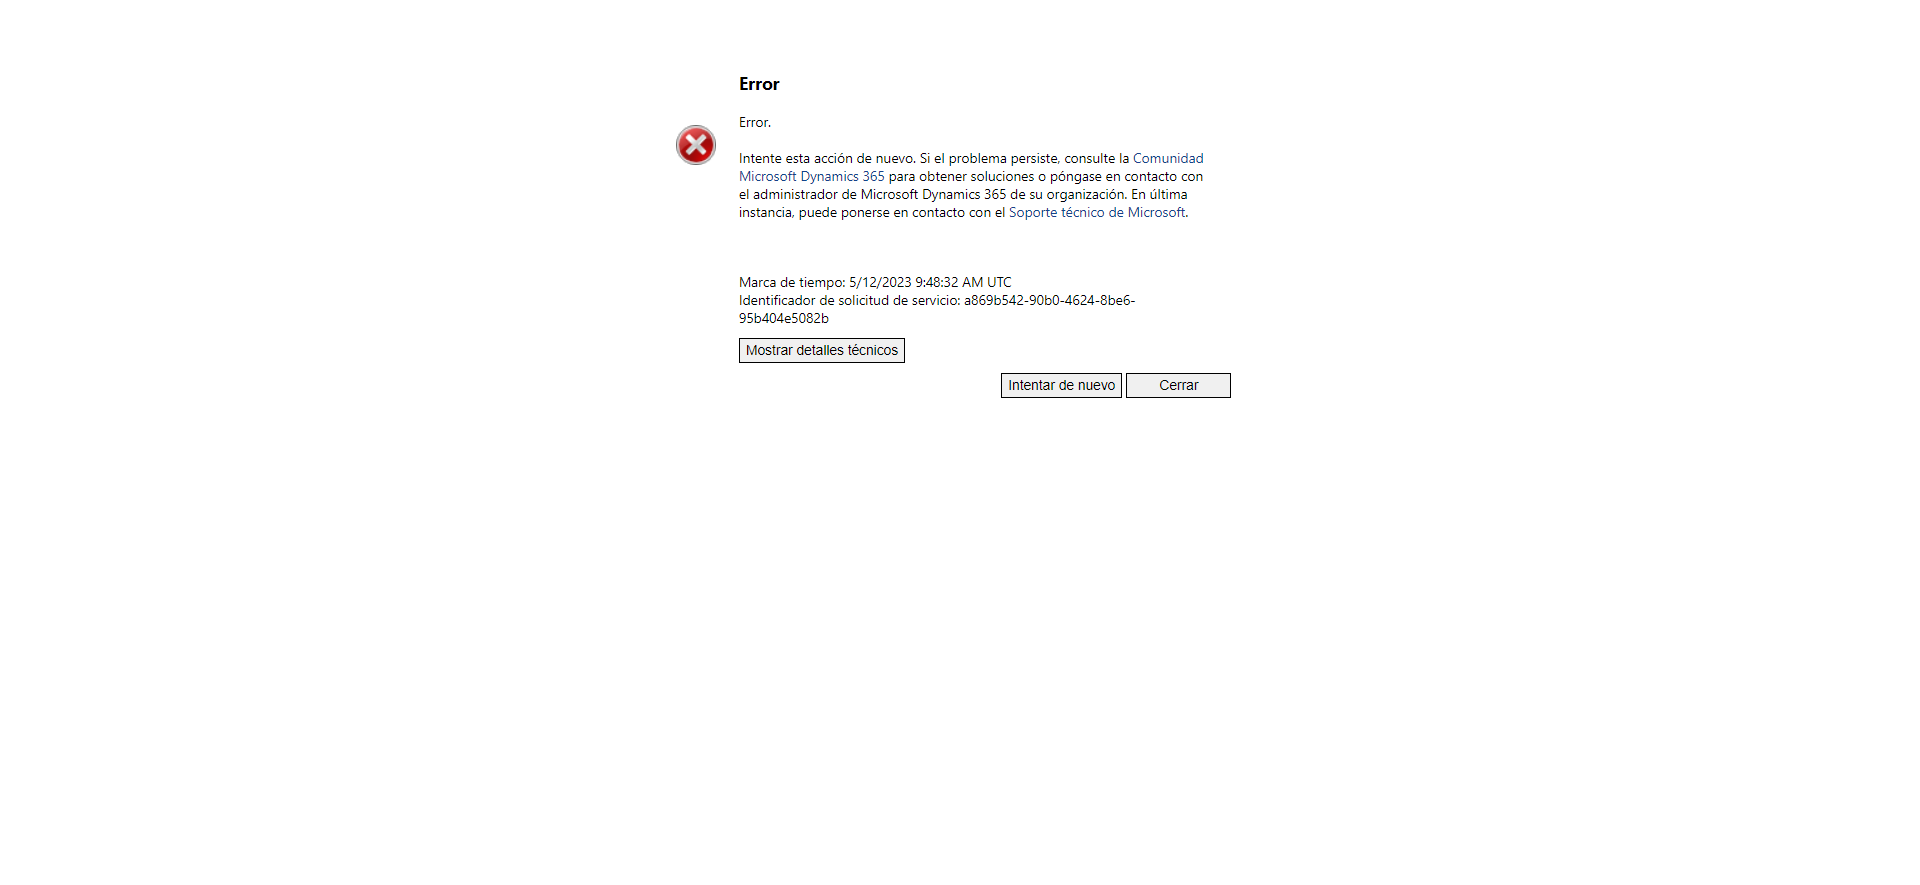 Error
Error.
Intente esta acción de nuevo. Si el problema persiste, consulte la Comunidad
Microsoft Dynamics 365 para obtener soluciones o póngase en contacto con
el administrador de Microsoft Dynamics 365 de su organización. En última
instancia, puede ponerse en contacto con el Soporte técnico de Microsoft.
Marca de tiempo: 5/12/2023 9:48:32 AM UTC
Identificador de solicitud de servicio: a869b542-90b0-4624-8be6-
95b404e5082b
Mostrar detalles técnicos
Intentar de nuevo Cerrar